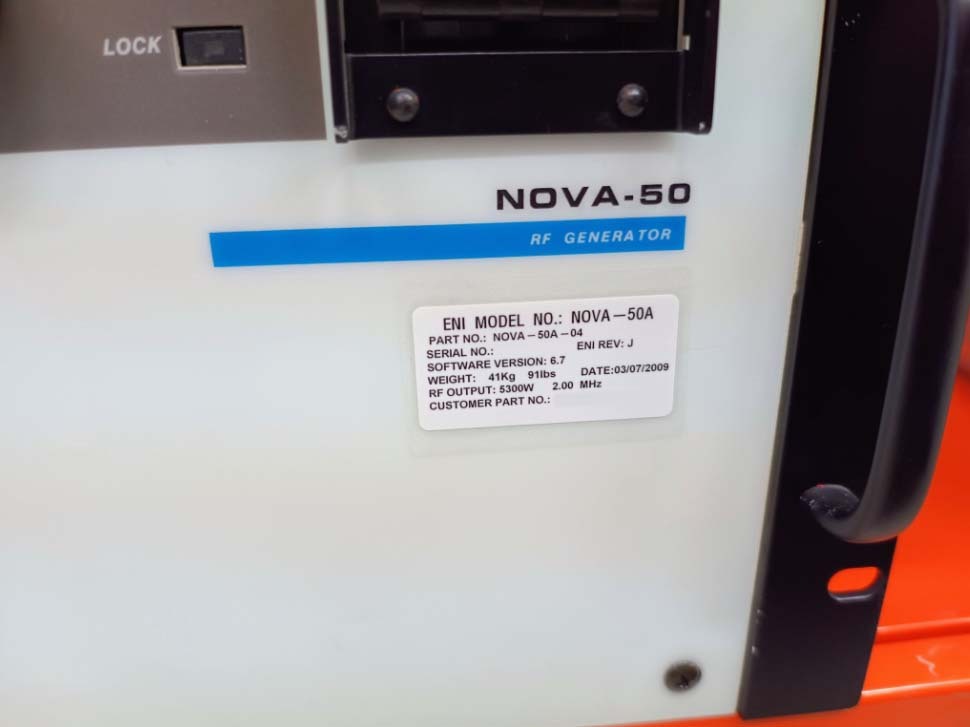 LOCK
NOVA-50
RF GENERATOR
ENI MODEL NO.: NOVA-50A
PART NO.: NOVA-50A-04
SERIAL NO.: ENI REV: J
SOFTWARE VERSION: 6.7
WEIGHT: 41Kg 91lbs DATE:03/07/2009
RF OUTPUT: 5300W 2.00 MHz
CUSTOMER PART NO.: